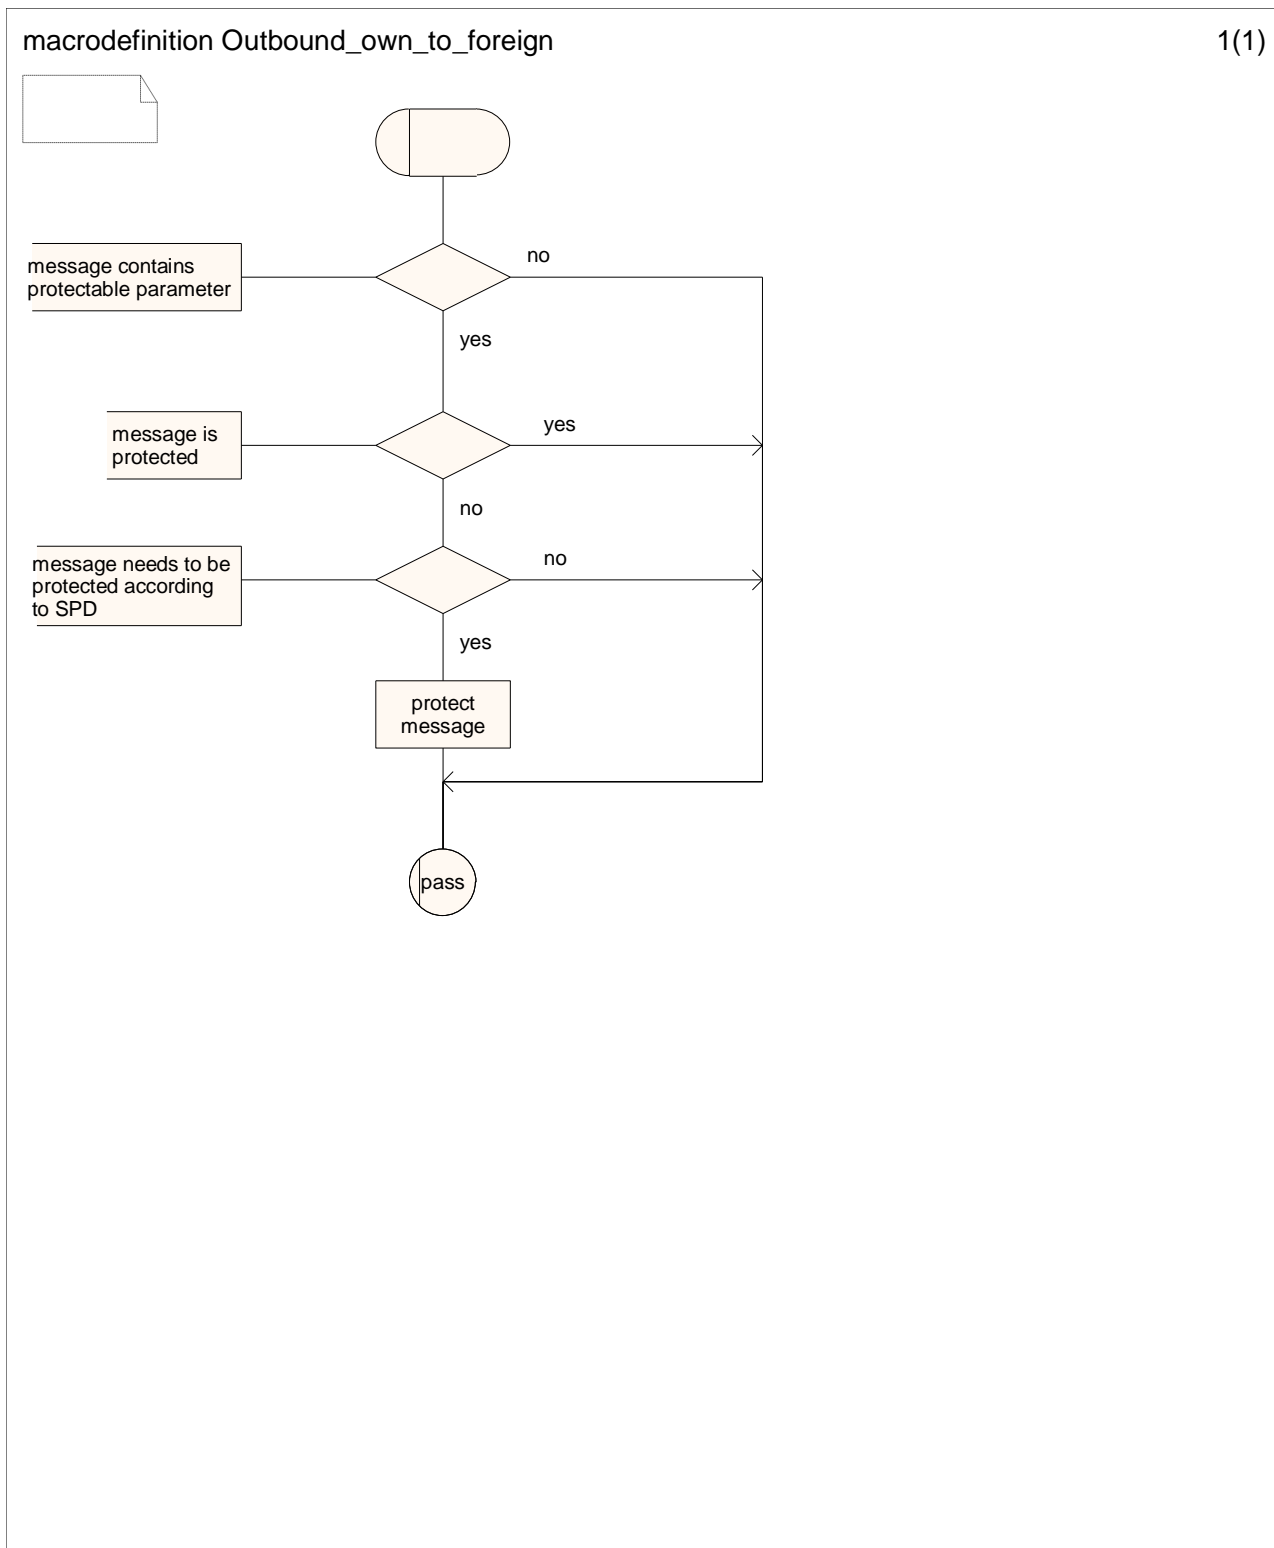 macrodefinition Outbound_own_to_foreign
1(1)
message contains
protectable parameter
no
yes
message is
protected
yes
no
message needs to be
protected according
to SPD
no
yes
protect
message
pass